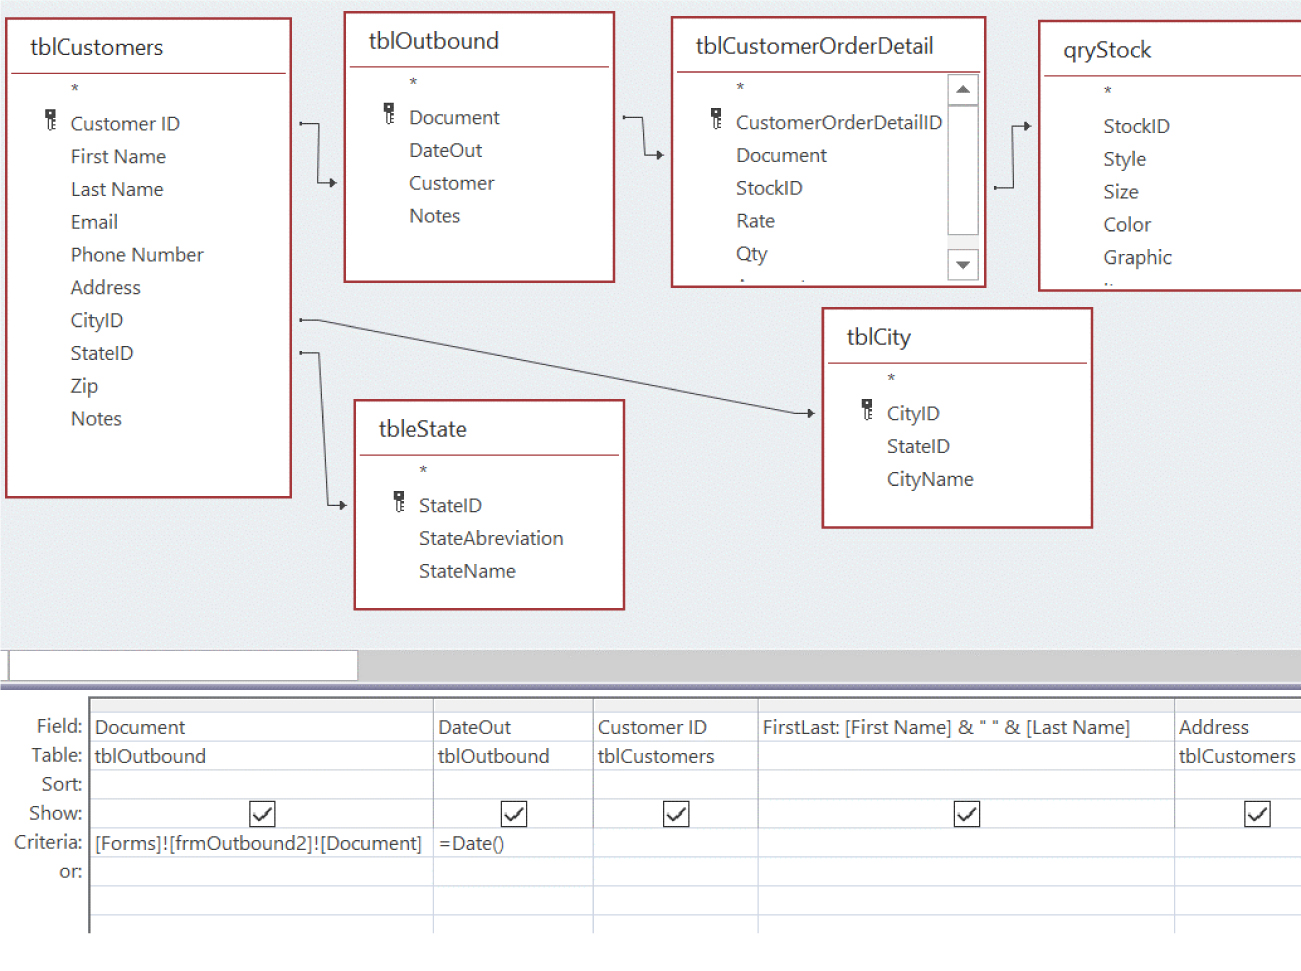 tblCustomers
*
Customer ID
First Name
Last Name
Email
Phone Number
Address
CityID
StateID
Zip
Notes
tblOutbound
*
Document
DateOut
Customer
Notes
tblCustomerOrderDetail
*
CustomerOrderDetailID
Document
StockID
Rate
Qty
qryStock
*
StockID
Style
Size
Color
Graphic
tbleState
*
StateID
StateAbreviation
StateName
tblCity
*
CityID
StateID
CityName
Field: Document DateOut Customer ID FirstLast: [First Name] & " " & [Last Name] Address
Table: tblOutbound tblOutbound tblCustomers tblCustomers
Sort:
Show:
Criteria: [Forms]![frmOutbound2]![Document] =Date()
or: